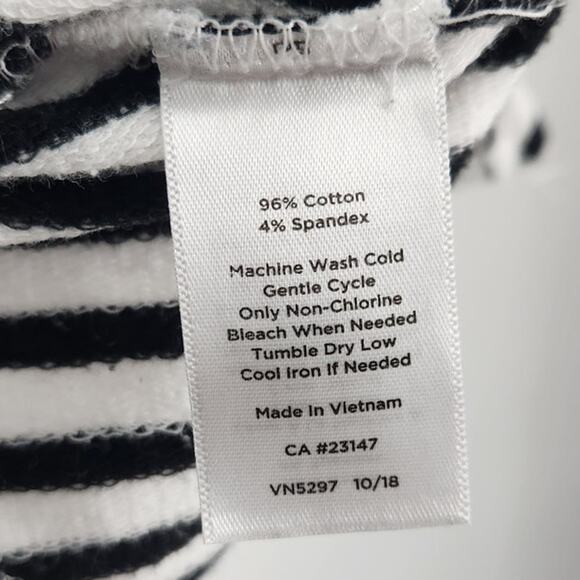 96% Cotton
4% Spandex
Machine Wash Cold
Gentle Cycle
Only Non-Chlorine
Bleach When Needed
Tumble Dry Low
Cool Iron If Needed
Made In Vietnam
CA #23147
VN5297 10/18